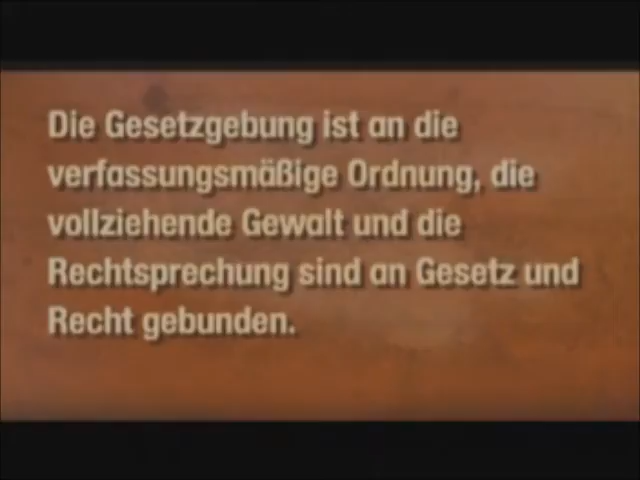 Die Gesetzgebung ist an die
verfassungsmäßige Ordnung, die
vollziehende Gewalt und die
Rechtsprechung sind an Gesetz und
Recht gebunden.